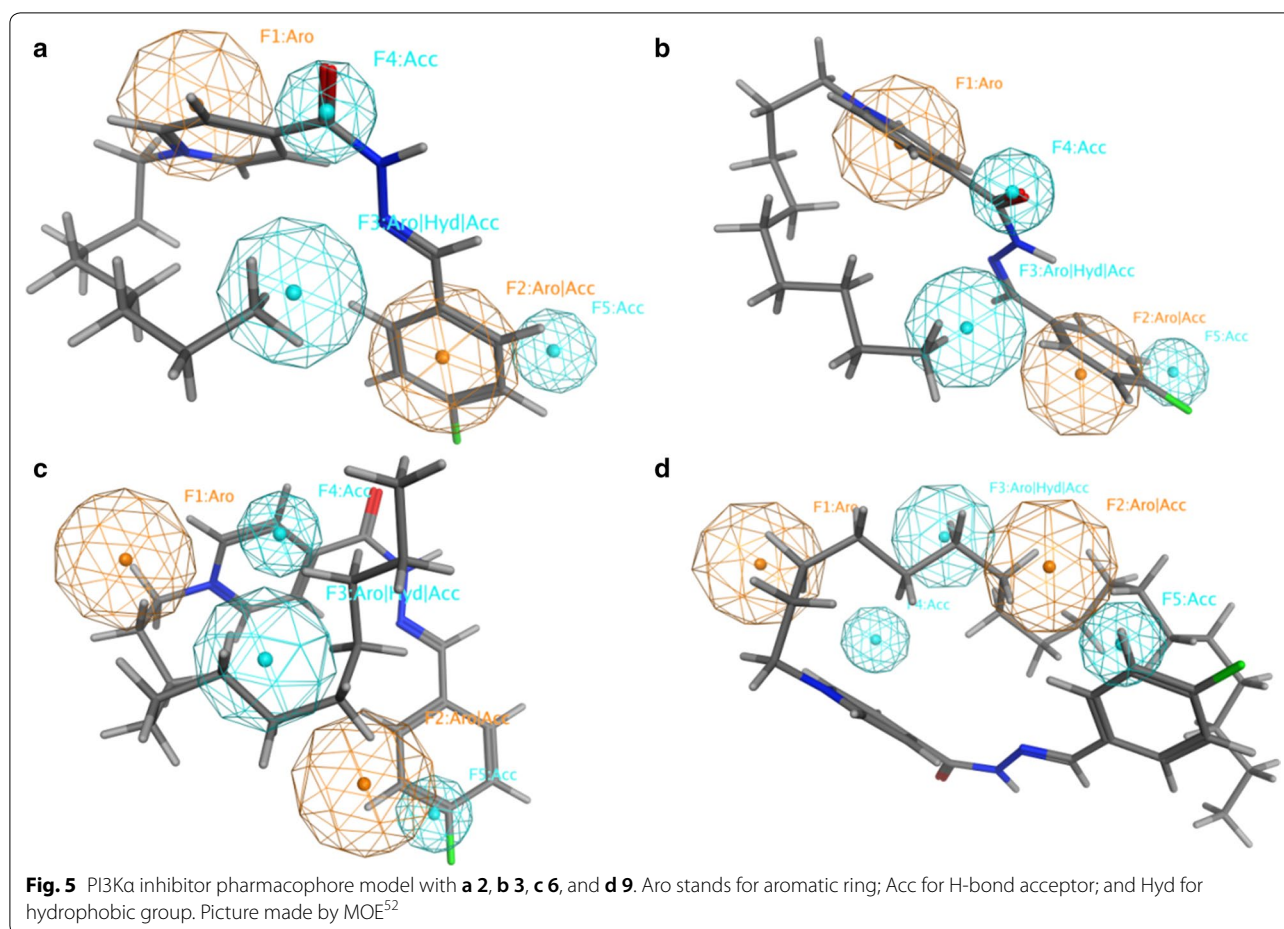 a
F1:Aro
F4:Acc
F3:Aro|Hyd|Acc
F2:Aro|Acc
F5:Acc
b
F1:Aro
F4:Acc
F3:Aro|Hyd|Acc
F2:Aro|Acc
F5:Acc
c
F1:Aro
F4:Acc
F3:Aro|Hyd|Acc
F2:Aro|Acc
F5:Acc
d
F3:Aro|Hyd|Acc
F1:Aro
F2:Aro|Acc
F4:Acc
F5:Acc
Fig. 5 PI3Kα inhibitor pharmacophore model with a 2, b 3, c 6, and d 9. Aro stands for aromatic ring; Acc for H-bond acceptor; and Hyd for
hydrophobic group. Picture made by MOE52